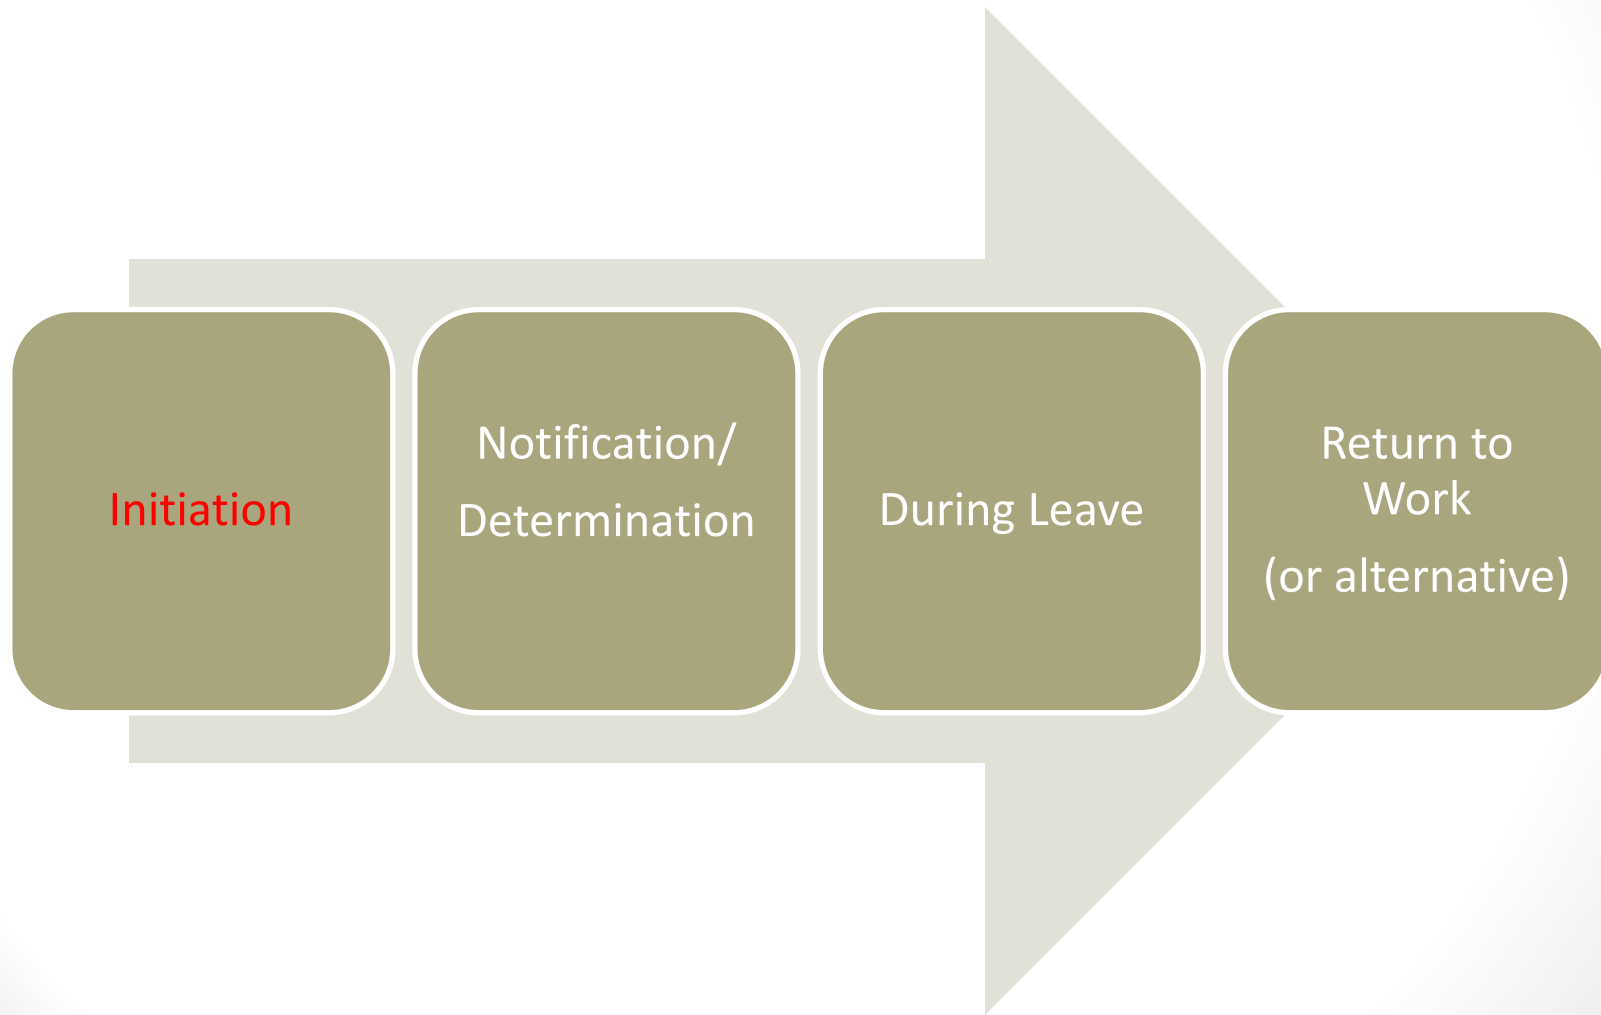 Initiation
Notification/
Determination
During Leave
Return to
Work
(or alternative)